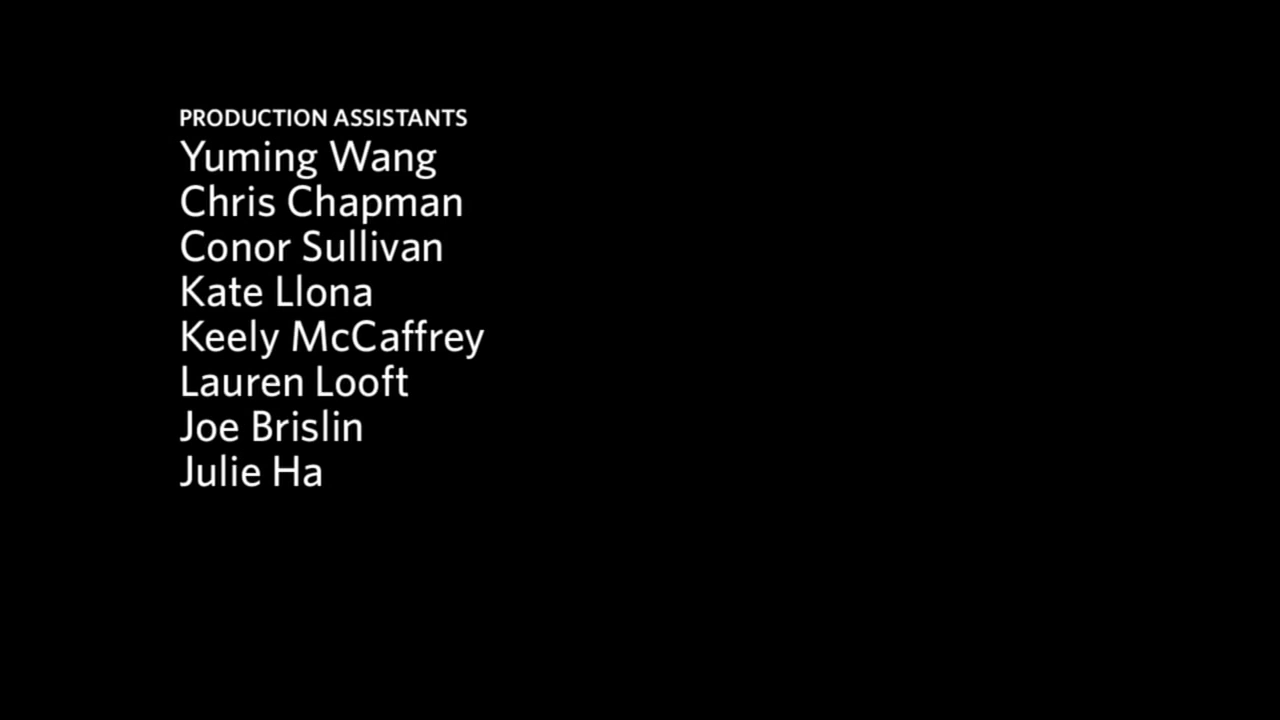 PRODUCTION ASSISTANTS
Yuming Wang
Chris Chapman
Conor Sullivan
Kate Llona
Keely McCaffrey
Lauren Looft
Joe Brislin
Julie Ha